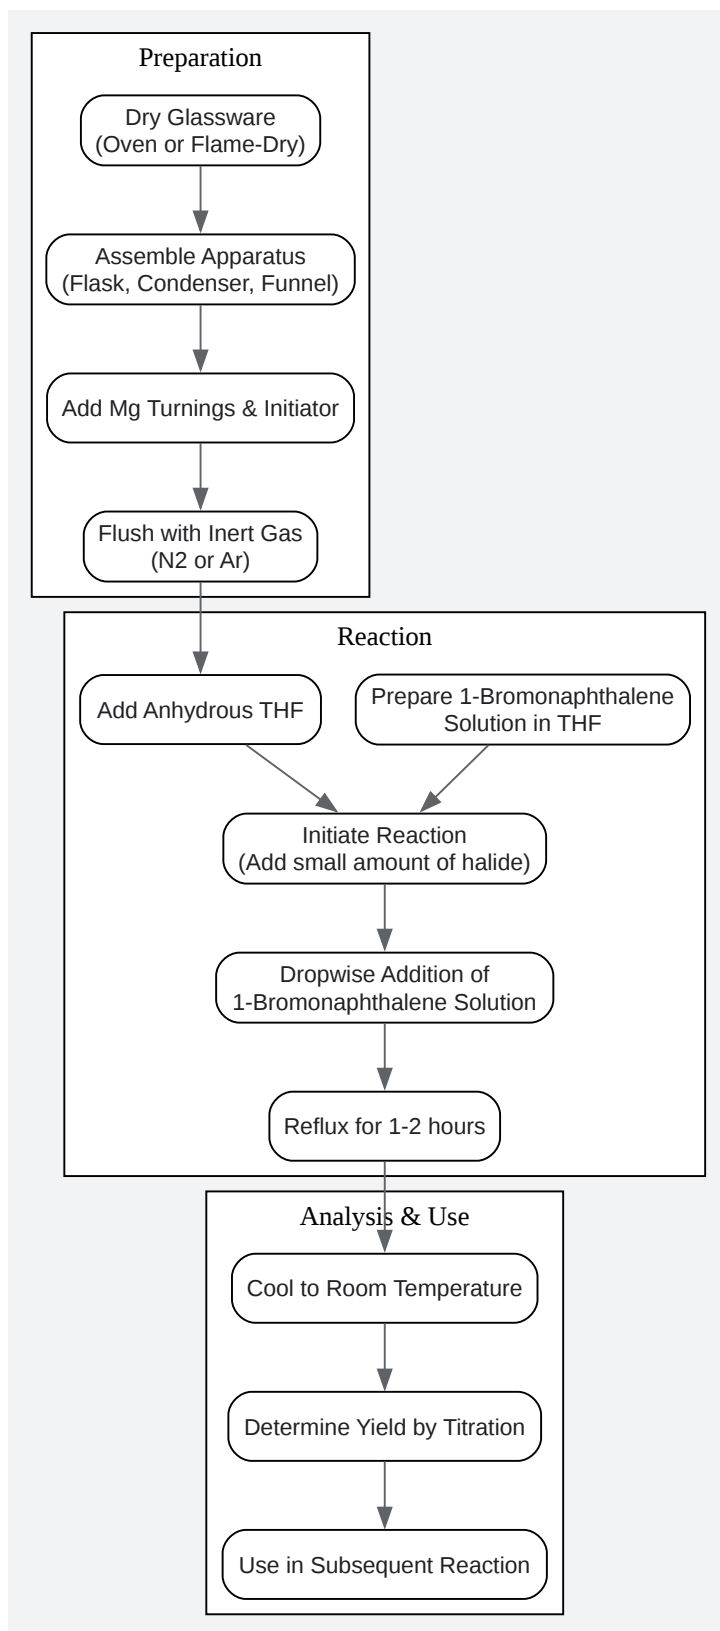 Preparation
Dry Glassware
(Oven or Flame-Dry)
Assemble Apparatus
(Flask, Condenser, Funnel)
Add Mg Turnings & Initiator
Flush with Inert Gas
(N2 or Ar)
Reaction
Add Anhydrous THF
Prepare 1-Bromonaphthalene
Solution in THF
Initiate Reaction
(Add small amount of halide)
Dropwise Addition of
1-Bromonaphthalene Solution
Reflux for 1-2 hours
Analysis & Use
Cool to Room Temperature
Determine Yield by Titration
Use in Subsequent Reaction